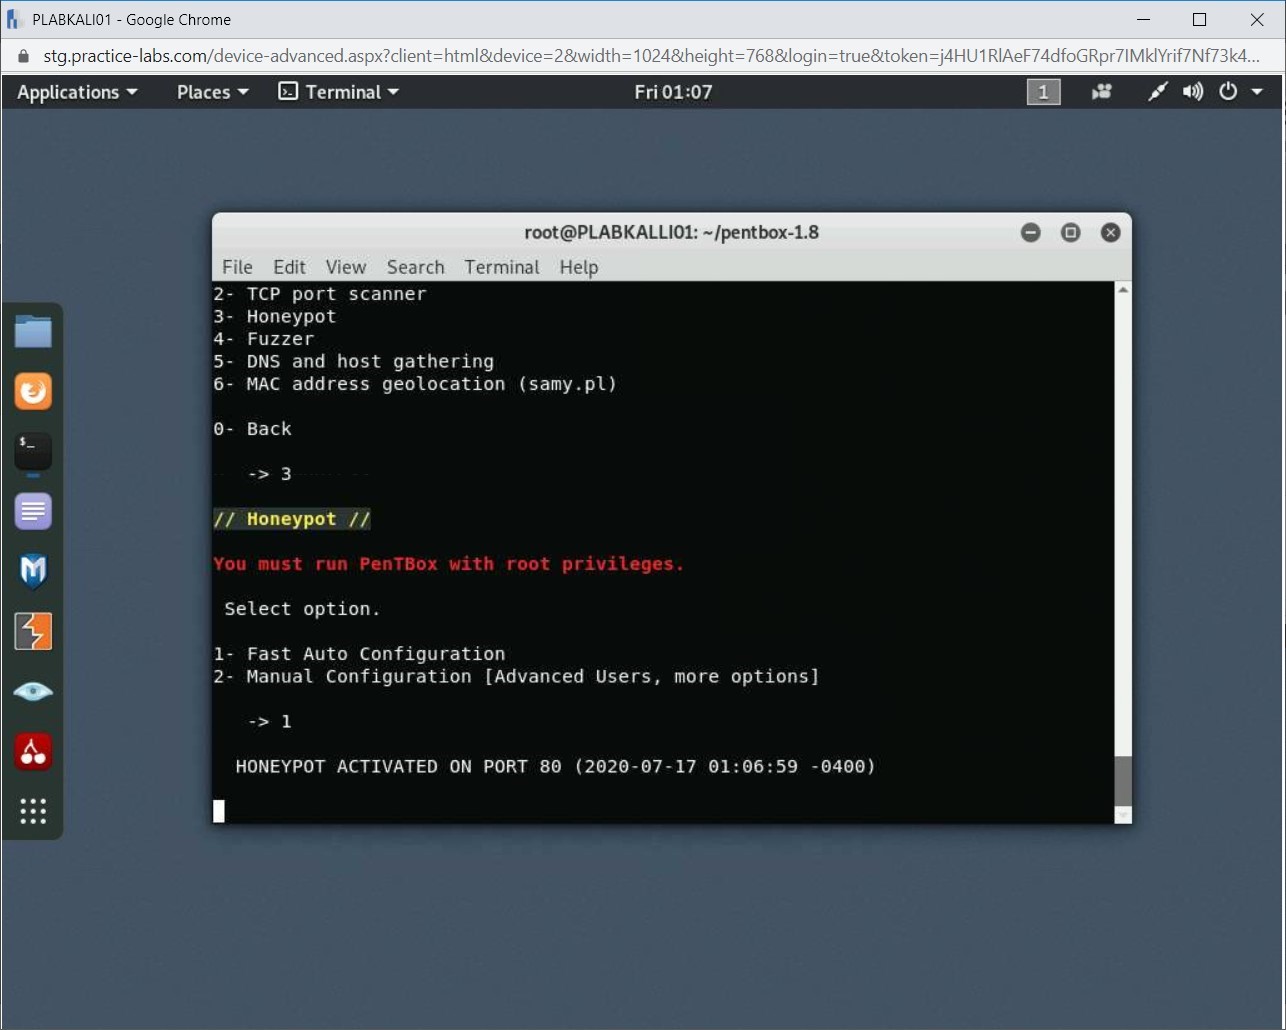 PLABKALI01 - Google Chrome
stg.practice-labs.com/device-advanced.aspx?client=html&device=2&width=1024&height=768&login=true&token=j4HU1RlAeF74dfoGRpr7IMklYrif7Nf73k4...
Applications Places Terminal Fri 01:07 1
root@PLABKALLI01: ~/pentbox-1.8
File Edit View Search Terminal Help
2- TCP port scanner
3- Honeypot
4- Fuzzer
5- DNS and host gathering
6- MAC address geolocation (samy.pl)
0- Back
-> 3
// Honeypot //
You must run PenTBox with root privileges.
Select option.
1- Fast Auto Configuration
2- Manual Configuration [Advanced Users, more options]
-> 1
HONEYPOT ACTIVATED ON PORT 80 (2020-07-17 01:06:59 -0400)
$_